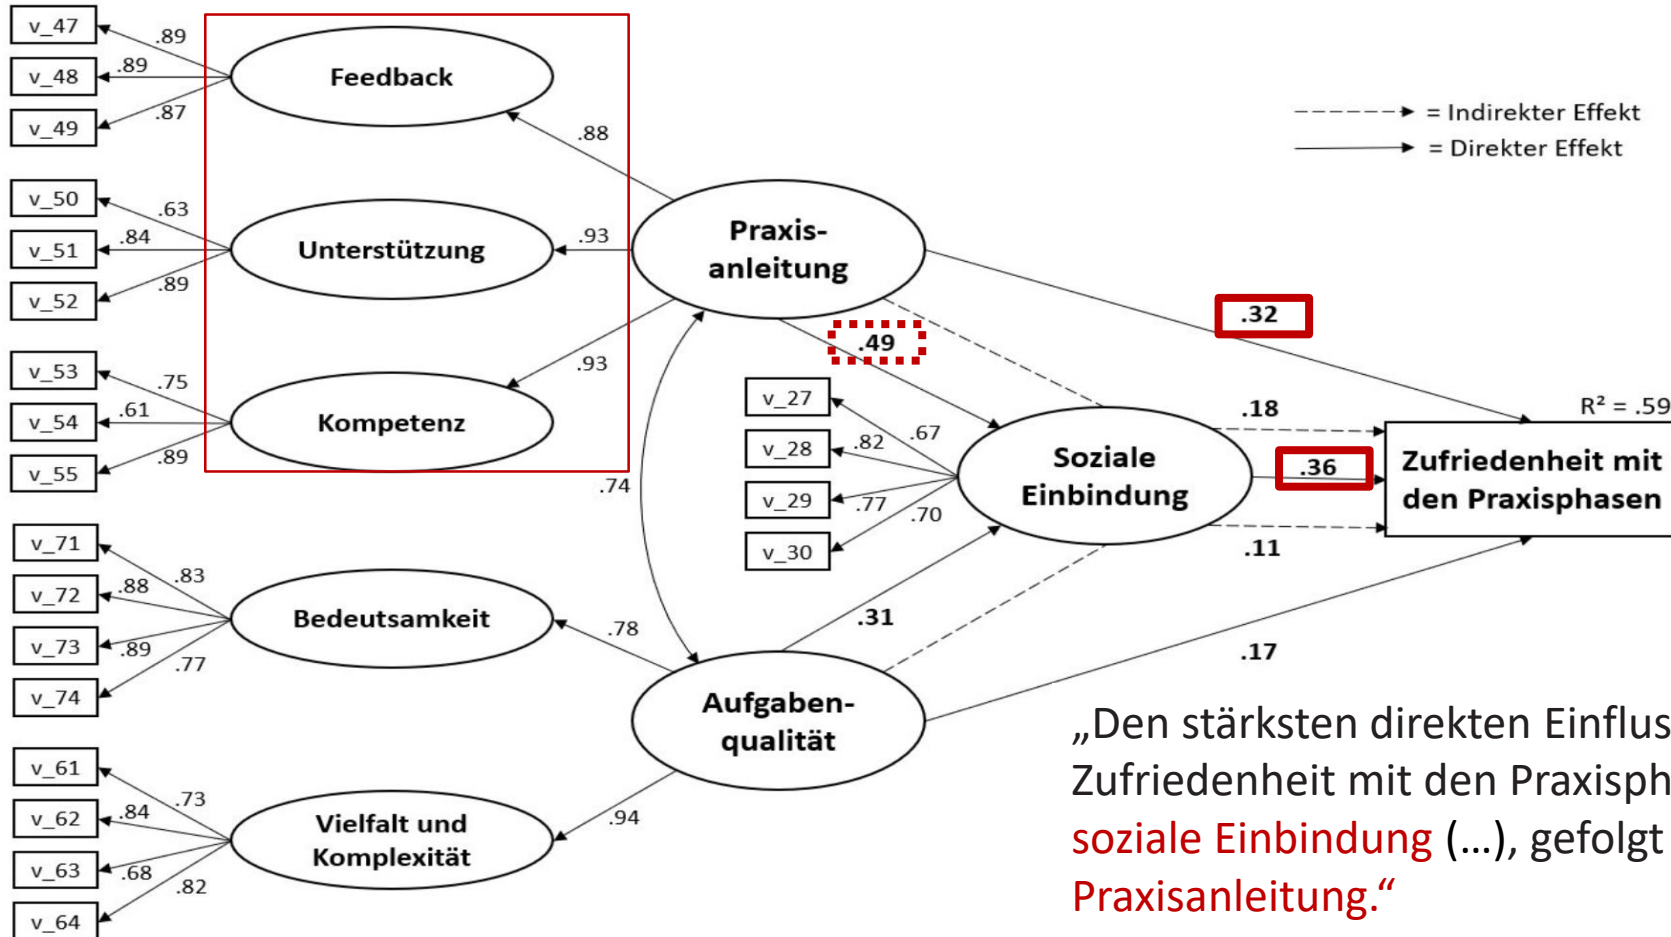 v_47
.89
v_48
.89
v_49
.87
Feedback
.88
= Indirekter Effekt
= Direkter Effekt
v_50
.63
v_51
.84
v_52
.89
Unterstützung
.93
Praxis-
anleitung
.32
.49
v_53
.75
v_54
.61
v_55
.89
Kompetenz
.93
v_27
.67
v_28
.82
v_29
.77
v_30
.70
.74
Soziale
Einbindung
.18
.36
.11
R² = .59
Zufriedenheit mit
den Praxisphasen
v_71
.83
v_72
.88
v_73
.89
v_74
.77
Bedeutsamkeit
.78
.31
.17
Aufgaben-
qualität
v_61
.73
v_62
.84
v_63
.68
v_64
.82
Vielfalt und
Komplexität
.94
„Den stärksten direkten Einflus
Zufriedenheit mit den Praxisph
soziale Einbindung (...), gefolgt
Praxisanleitung.“